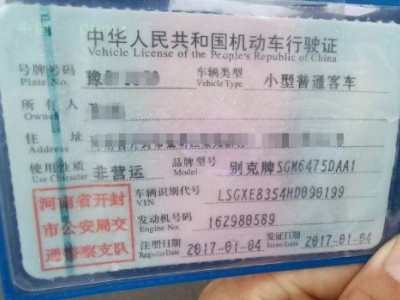 中华人民共和国机动车行驶证
Vehicle License of the People's Republic of China
号牌号码 Plate No. 豫 车辆类型 Vehicle Type 小型普通客车
所有人 Owner
住址 Address
使用性质 Use Character 非营运 品牌型号 Model 别克牌SGM6475DAA1
车辆识别代号 VIN LSGXE8354HD090199
发动机号码 Engine No. 162980589
注册日期 Register Date 2017-01-04 发证日期 Issue Date 2017-01-04
河南省开封
市公安局交
通警察支队